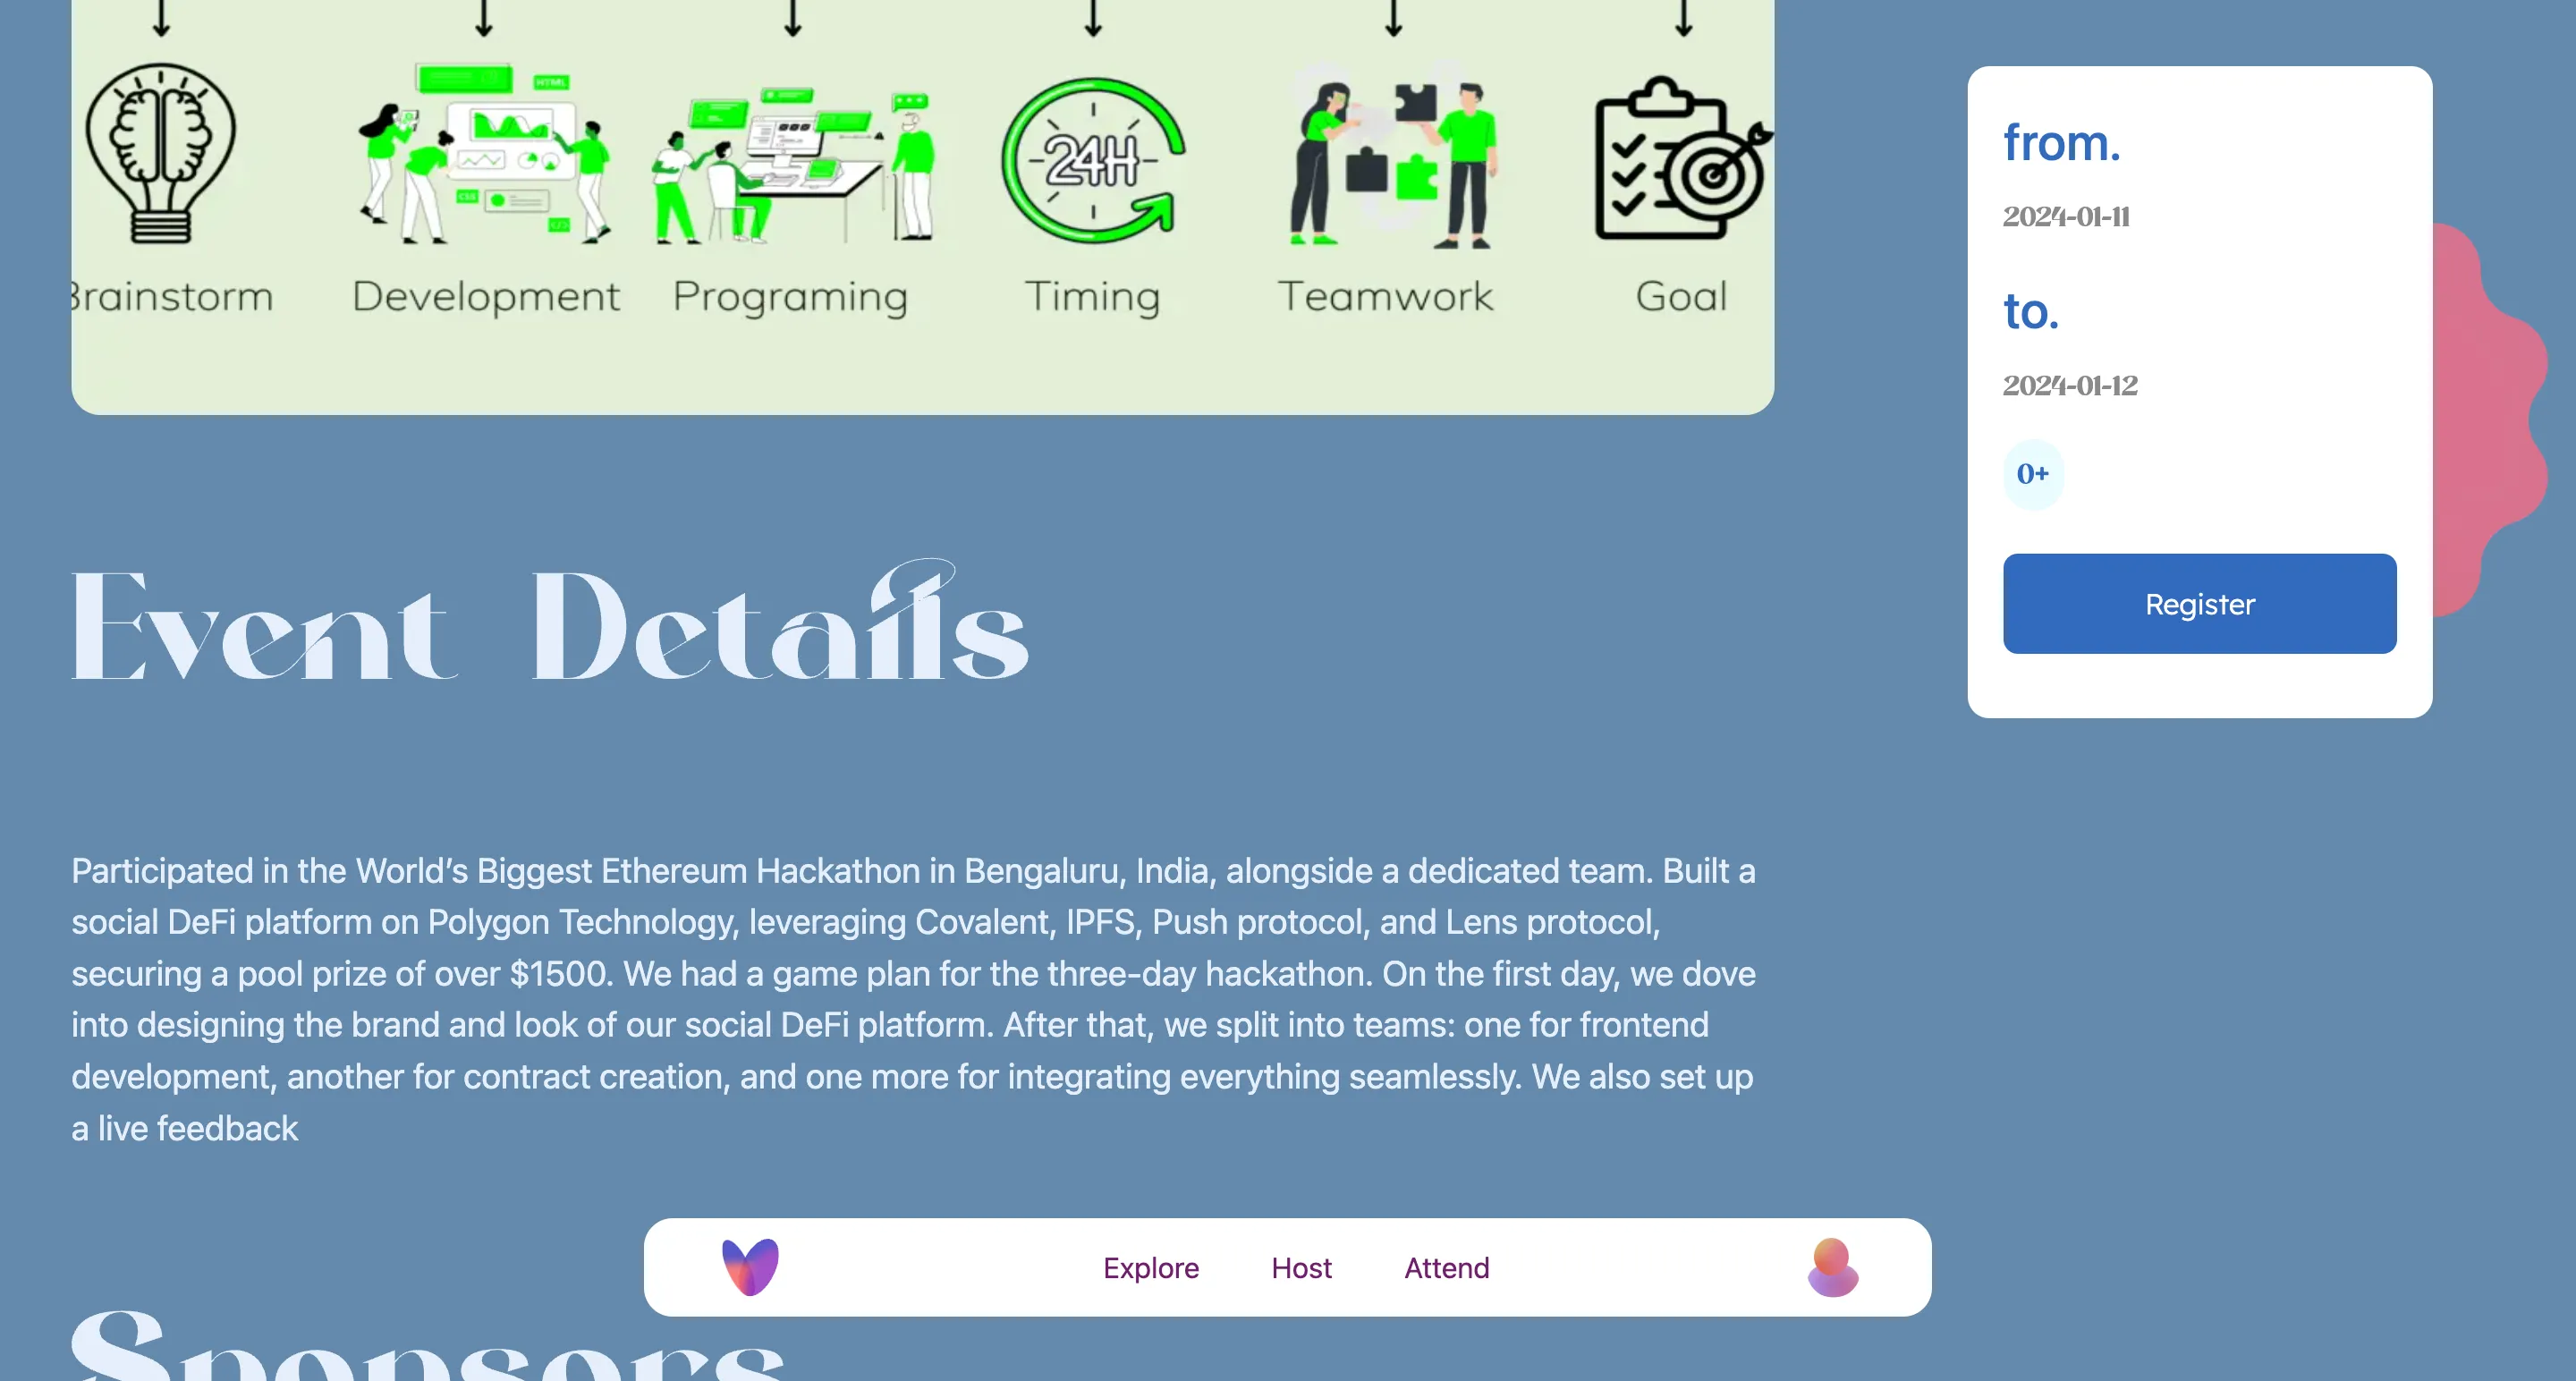 HTML
CSS
</>
24H
Brainstorm
Development
Programing
Timing
Teamwork
Goal
from.
2024-01-11
to.
2024-01-12
0+
Register
Event Details
Participated in the World’s Biggest Ethereum Hackathon in Bengaluru, India, alongside a dedicated team. Built a
social DeFi platform on Polygon Technology, leveraging Covalent, IPFS, Push protocol, and Lens protocol,
securing a pool prize of over $1500. We had a game plan for the three-day hackathon. On the first day, we dove
into designing the brand and look of our social DeFi platform. After that, we split into teams: one for frontend
development, another for contract creation, and one more for integrating everything seamlessly. We also set up
a live feedback
Explore
Host
Attend
Sponsors